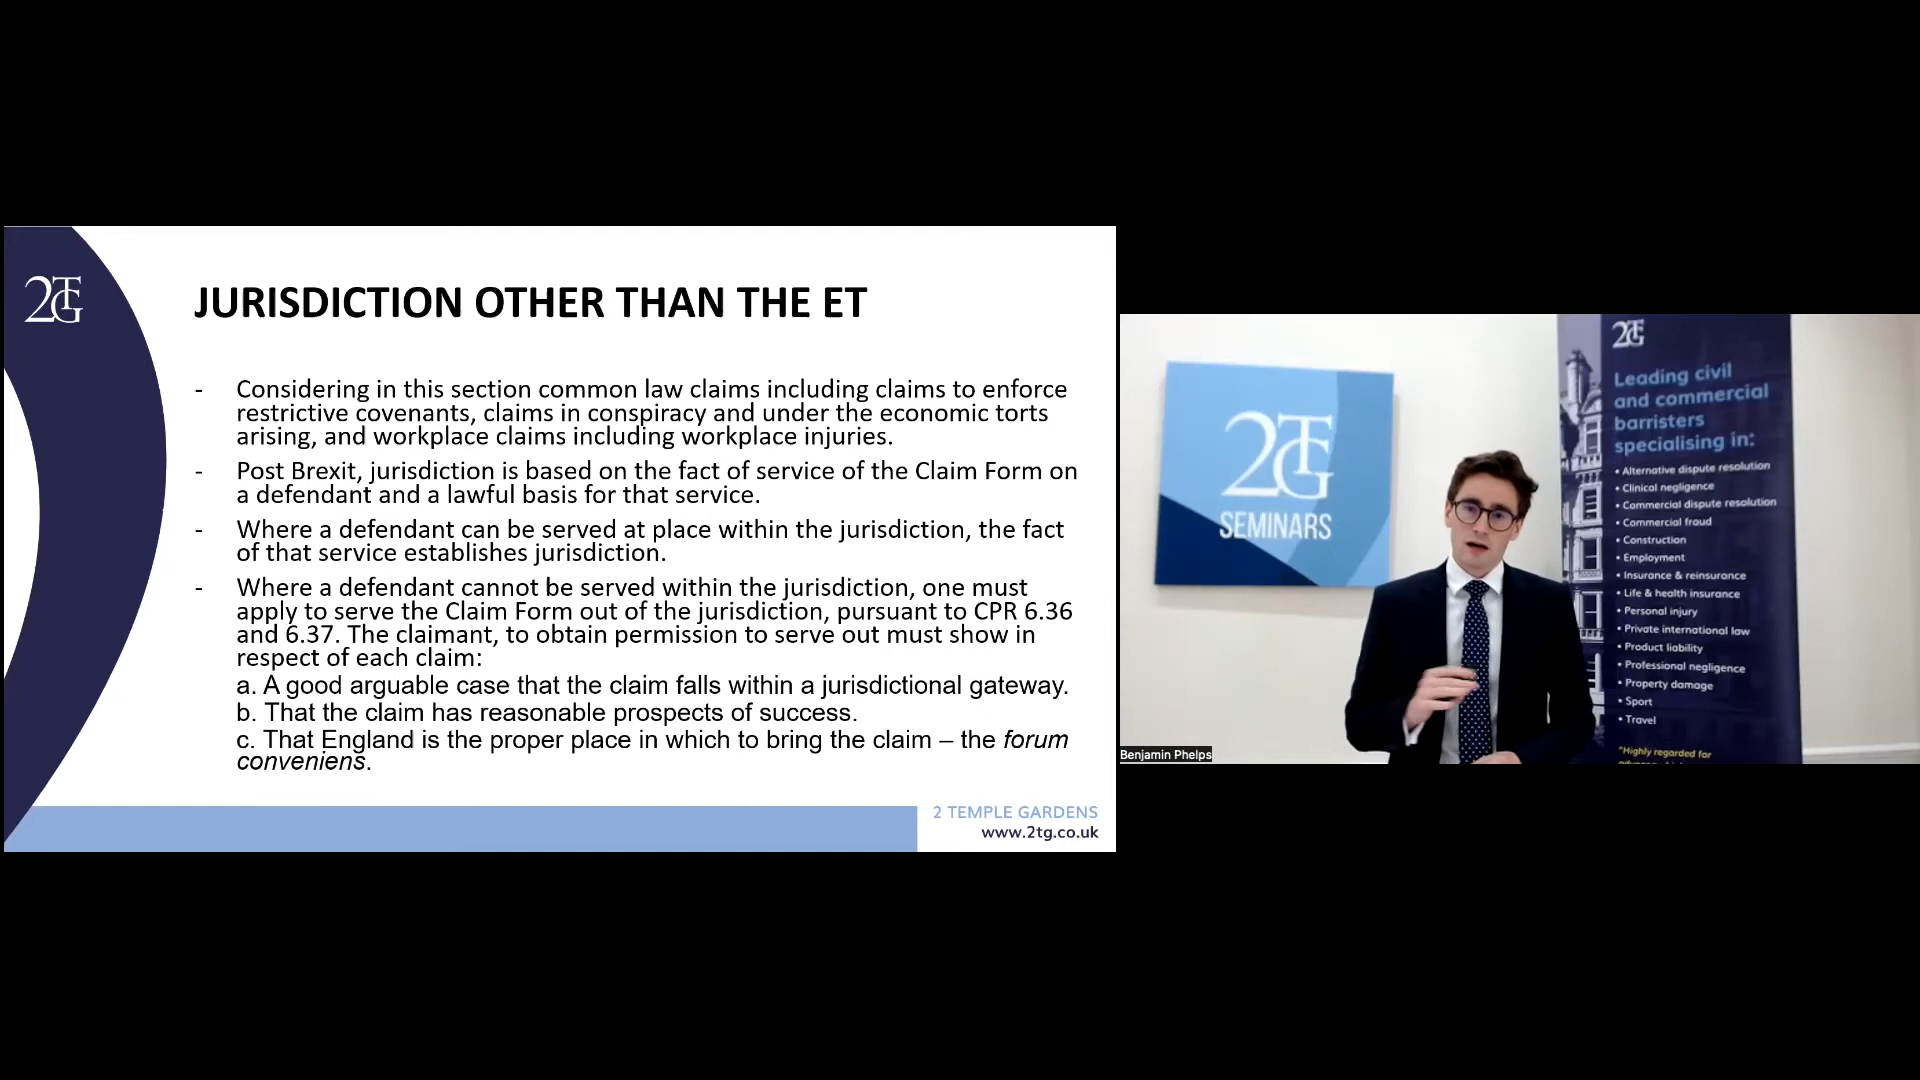 2TG
JURISDICTION OTHER THAN THE ET
- Considering in this section common law claims including claims to enforce
restrictive covenants, claims in conspiracy and under the economic torts
arising, and workplace claims including workplace injuries.
- Post Brexit, jurisdiction is based on the fact of service of the Claim Form on
a defendant and a lawful basis for that service.
- Where a defendant can be served at place within the jurisdiction, the fact
of that service establishes jurisdiction.
- Where a defendant cannot be served within the jurisdiction, one must
apply to serve the Claim Form out of the jurisdiction, pursuant to CPR 6.36
and 6.37. The claimant, to obtain permission to serve out must show in
respect of each claim:
a. A good arguable case that the claim falls within a jurisdictional gateway.
b. That the claim has reasonable prospects of success.
c. That England is the proper place in which to bring the claim – the forum
conveniens.
2 TEMPLE GARDENS
www.2tg.co.uk
2TG
SEMINARS
2TG
Leading civil
and commercial
barristers
specialising in:
• Alternative dispute resolution
• Clinical negligence
• Commercial dispute resolution
• Commercial fraud
• Construction
• Employment
• Insurance & reinsurance
• Life & health insurance
• Personal injury
• Private international law
• Product liability
• Professional negligence
• Property damage
• Sport
• Travel
"Highly regarded for
Benjamin Phelps